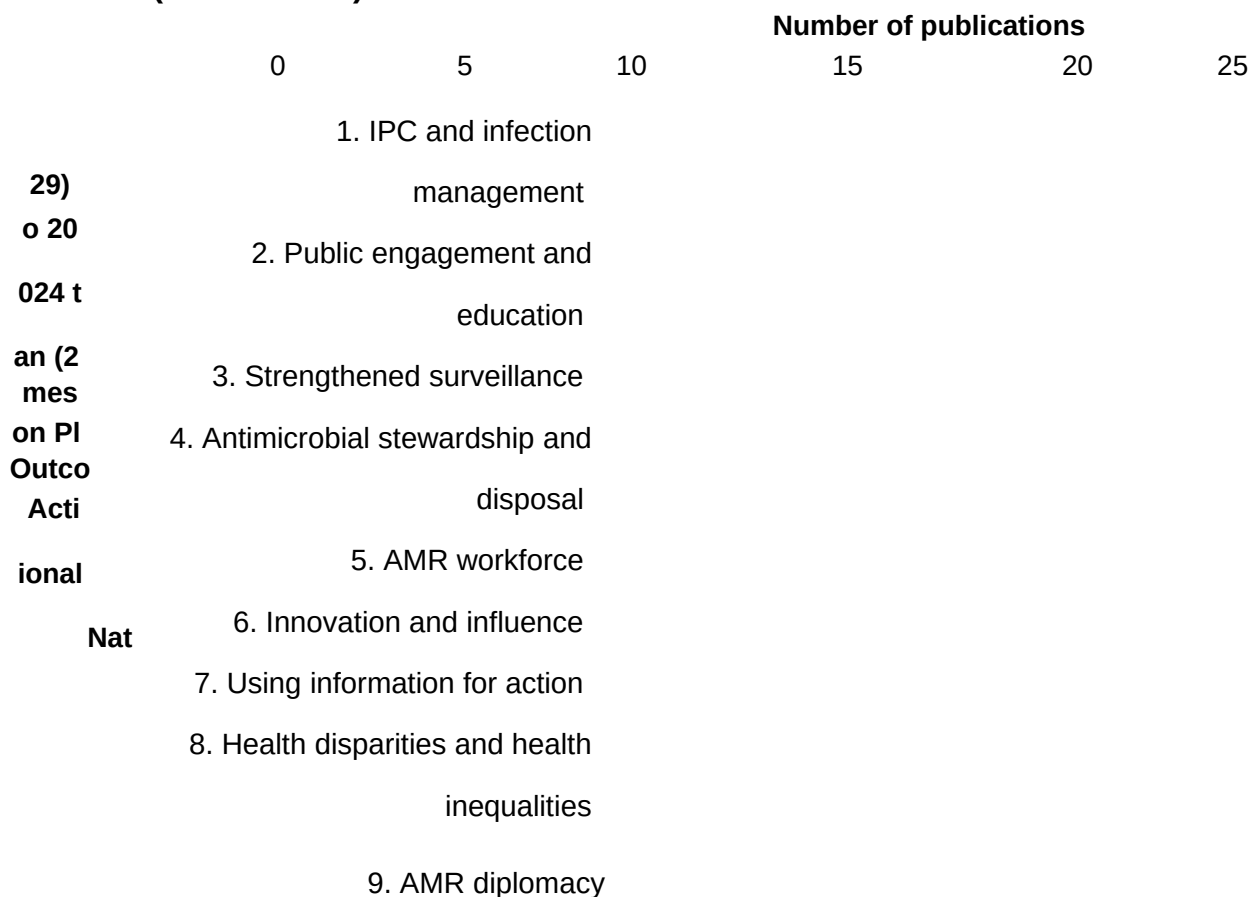 Number of publications
0 5 10 15 20 25
1. IPC and infection
management
2. Public engagement and
education
3. Strengthened surveillance
4. Antimicrobial stewardship and
disposal
5. AMR workforce
6. Innovation and influence
7. Using information for action
8. Health disparities and health
inequalities
9. AMR diplomacy
29)
o 20
024 t
an (2
mes
on Pl
Outco
Acti
ional
Nat